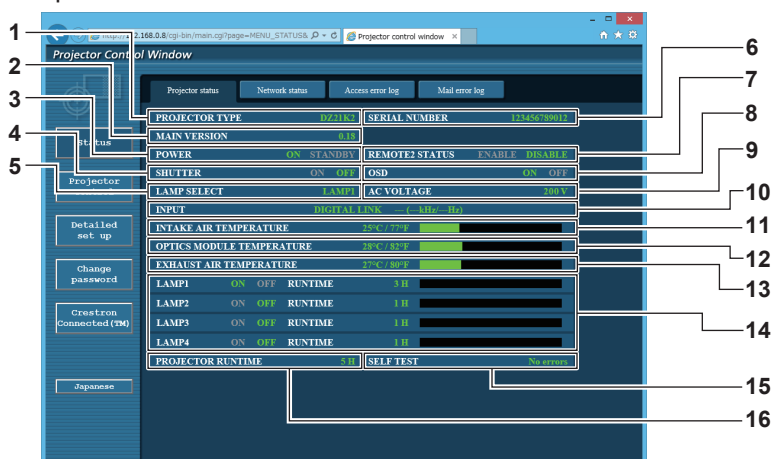 http://192.168.0.8/cgi-bin/main.cgi?page=MENU_STATUS& Projector control window ×
Projector Control Window
Projector status Network status Access error log Mail error log
1 PROJECTOR TYPE DZ21K2 SERIAL NUMBER 123456789012 6
2 MAIN VERSION 0.18
Status
3 POWER ON STANDBY REMOTE2 STATUS ENABLE DISABLE 7
4 SHUTTER ON OFF OSD ON OFF 8
Projector
5 LAMP SELECT LAMP1 AC VOLTAGE 200 V 9
INPUT DIGITAL LINK --- (---kHz/---Hz) 10
Detailed
set up
INTAKE AIR TEMPERATURE 25°C / 77°F 11
OPTICS MODULE TEMPERATURE 28°C / 82°F 12
EXHAUST AIR TEMPERATURE 27°C / 80°F 13
Change
password
LAMP1 ON OFF RUNTIME 3 H
LAMP2 ON OFF RUNTIME 1 H
Crestron
Connected(TM)
LAMP3 ON OFF RUNTIME 1 H 14
LAMP4 ON OFF RUNTIME 1 H
PROJECTOR RUNTIME 5 H SELF TEST No errors
Japanese
15
16